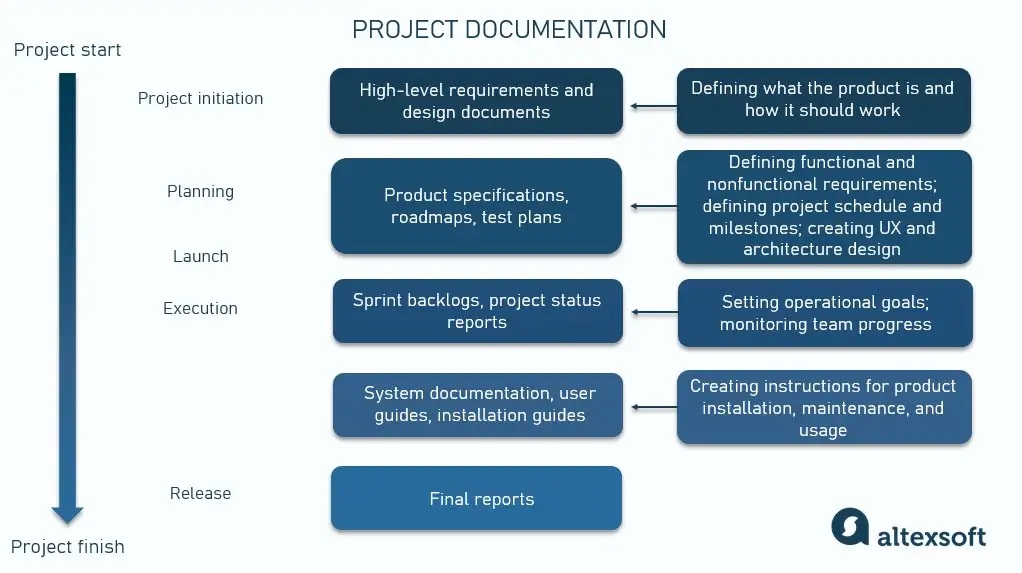 PROJECT DOCUMENTATION
Project start
Project initiation
High-level requirements and
design documents
Defining what the product is and
how it should work
Planning
Product specifications,
roadmaps, test plans
Defining functional and
nonfunctional requirements;
defining project schedule and
milestones; creating UX and
architecture design
Launch
Execution
Sprint backlogs, project status
reports
Setting operational goals;
monitoring team progress
System documentation, user
guides, installation guides
Creating instructions for product
installation, maintenance, and
usage
Release
Final reports
Project finish
altexsoft